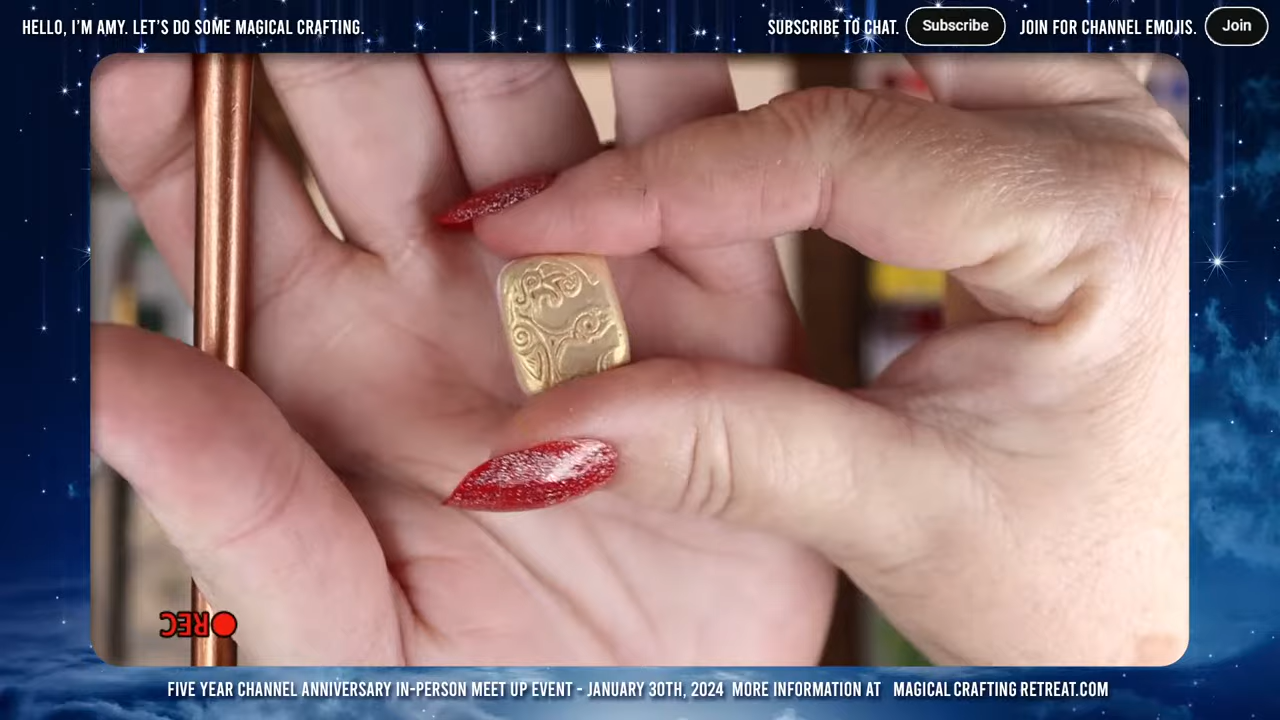 HELLO, I'M AMY. LET'S DO SOME MAGICAL CRAFTING.
SUBSCRIBE TO CHAT. Subscribe JOIN FOR CHANNEL EMOJIS. Join
REC
FIVE YEAR CHANNEL ANNIVERSARY IN-PERSON MEET UP EVENT - JANUARY 30TH, 2024 MORE INFORMATION AT MAGICAL CRAFTING RETREAT.COM